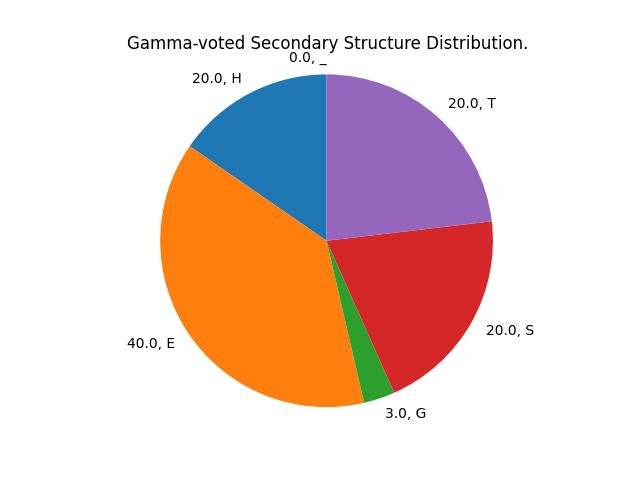 Gamma-voted Secondary Structure Distribution.
0.0, _
20.0, H
20.0, T
40.0, E
20.0, S
3.0, G